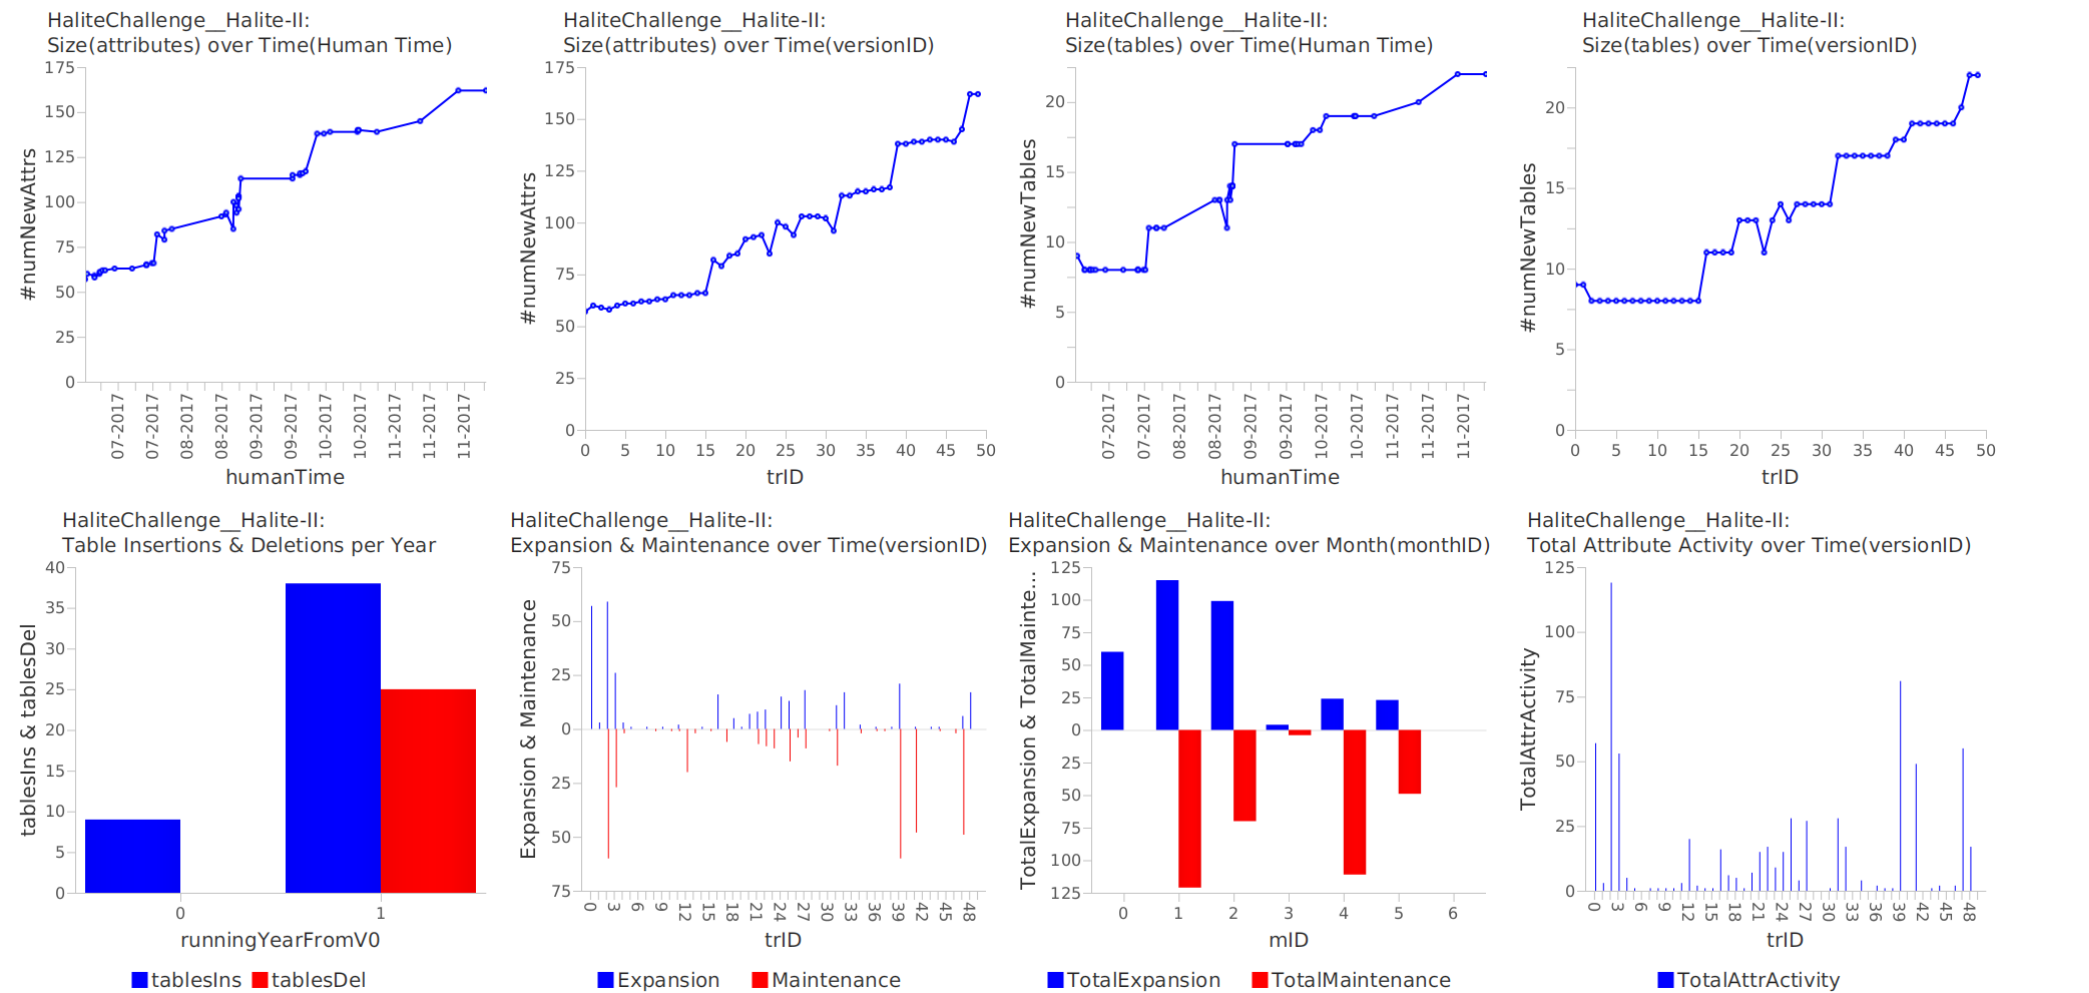 HaliteChallenge__Halite-II:
Size(attributes) over Time(Human Time)
175
150
125
100
75
50
25
0
#numNewAttrs
07-2017
07-2017
08-2017
08-2017
09-2017
09-2017
10-2017
10-2017
11-2017
11-2017
11-2017
humanTime
HaliteChallenge__Halite-II:
Size(attributes) over Time(versionID)
175
150
125
100
75
50
25
0
#numNewAttrs
0 5 10 15 20 25 30 35 40 45 50
trID
HaliteChallenge__Halite-II:
Size(tables) over Time(Human Time)
20
15
10
5
0
#numNewTables
07-2017
07-2017
08-2017
08-2017
09-2017
09-2017
10-2017
10-2017
11-2017
11-2017
11-2017
humanTime
HaliteChallenge__Halite-II:
Size(tables) over Time(versionID)
20
15
10
5
0
#numNewTables
0 5 10 15 20 25 30 35 40 45 50
trID
HaliteChallenge__Halite-II:
Table Insertions & Deletions per Year
40
35
30
25
20
15
10
5
0
tablesIns & tablesDel
0 1
runningYearFromV0
tablesIns tablesDel
HaliteChallenge__Halite-II:
Expansion & Maintenance over Time(versionID)
75
50
25
0
25
50
75
Expansion & Maintenance
0 3 6 9 12 15 18 21 24 27 30 33 36 39 42 45 48
trID
Expansion Maintenance
HaliteChallenge__Halite-II:
Expansion & Maintenance over Month(monthID)
125
100
75
50
25
0
25
50
75
100
125
TotalExpansion & TotalMainte...
0 1 2 3 4 5 6
mID
TotalExpansion TotalMaintenance
HaliteChallenge__Halite-II:
Total Attribute Activity over Time(versionID)
125
100
75
50
25
0
TotalAttrActivity
0 3 6 9 12 15 18 21 24 27 30 33 36 39 42 45 48
trID
TotalAttrActivity